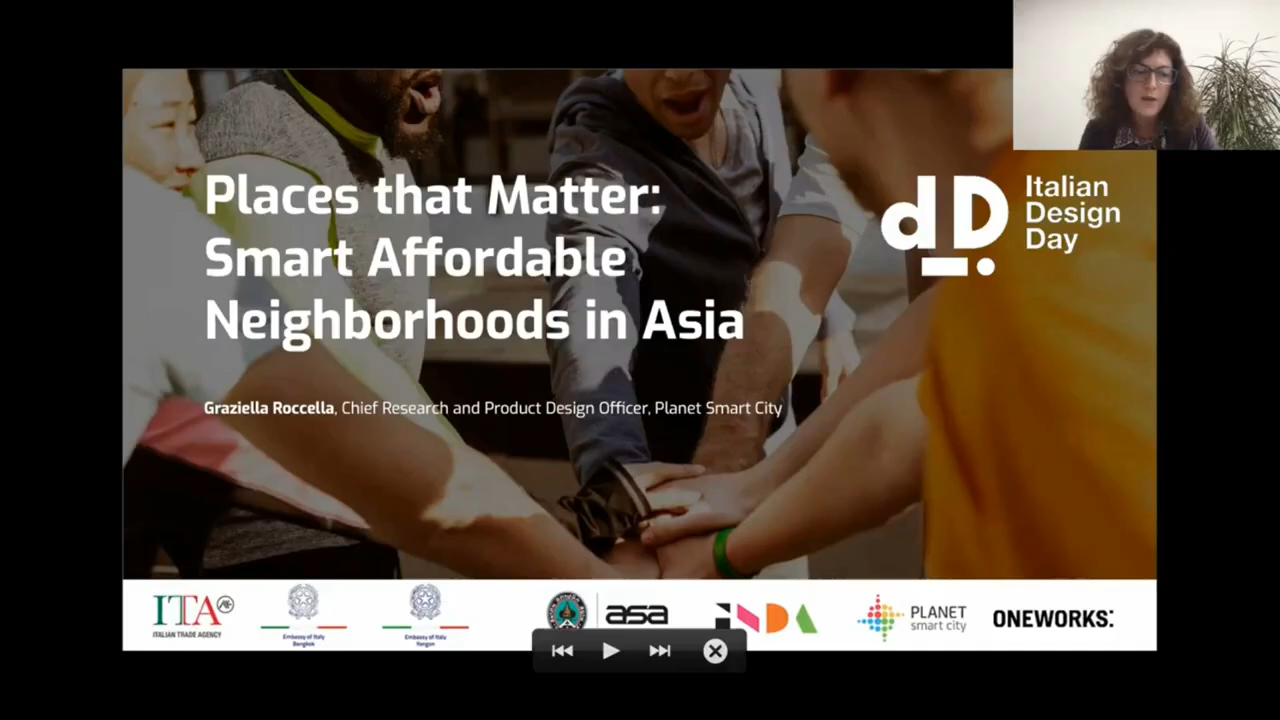 Places that Matter:
Smart Affordable
Neighborhoods in Asia
Graziella Roccella, Chief Research and Product Design Officer, Planet Smart City
dD.
Italian
Design
Day
ITA
ITALIAN TRADE AGENCY
Embassy of Italy
Bangkok
Embassy of Italy
Yangon
asa
INDA
PLANET
smart city
ONEWORKS: